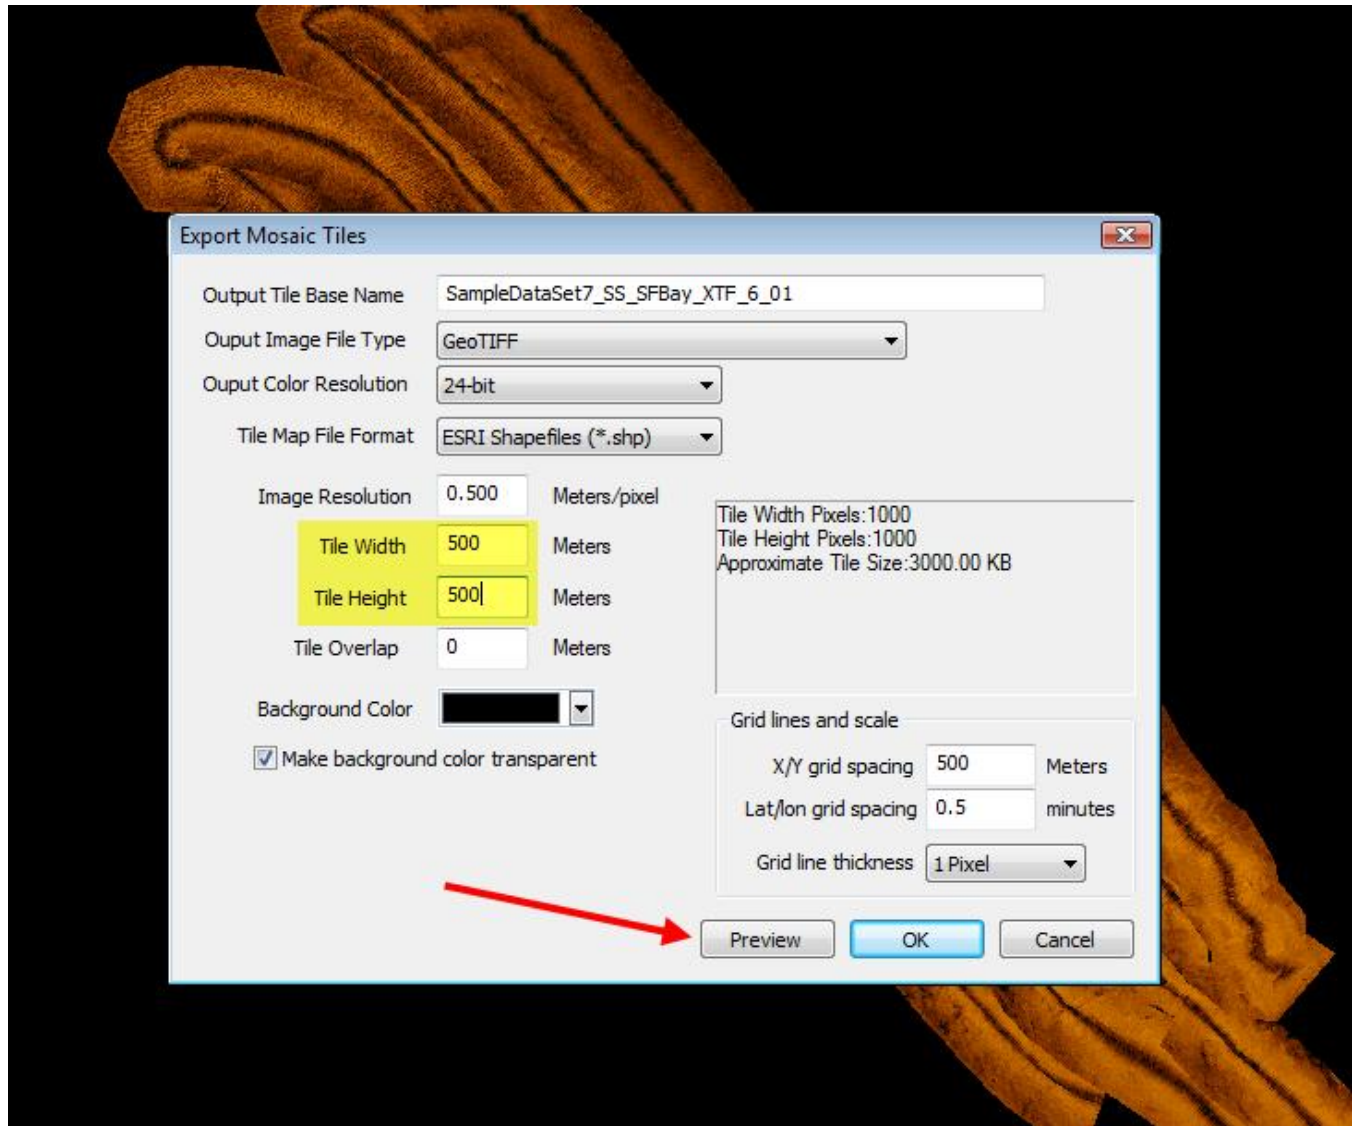 Export Mosaic Tiles
Output Tile Base Name SampleDataSet7_SS_SFBay_XTF_6_01
Ouput Image File Type GeoTIFF
Ouput Color Resolution 24-bit
Tile Map File Format ESRI Shapefiles (*.shp)
Image Resolution 0.500 Meters/pixel
Tile Width 500 Meters
Tile Height 500 Meters
Tile Overlap 0 Meters
Background Color
Make background color transparent
Tile Width Pixels:1000
Tile Height Pixels:1000
Approximate Tile Size:3000.00 KB
Grid lines and scale
X/Y grid spacing 500 Meters
Lat/lon grid spacing 0.5 minutes
Grid line thickness 1 Pixel
Preview OK Cancel